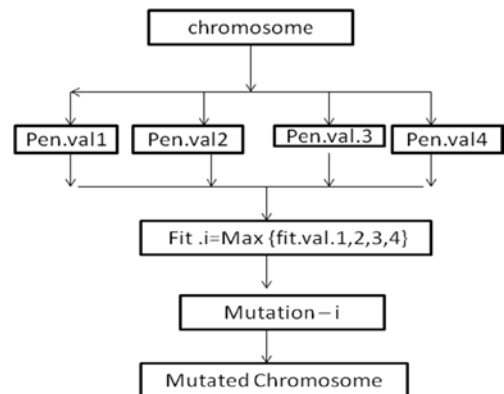 chromosome
Pen.val1
Pen.val2
Pen.val.3
Pen.val4
Fit .i=Max {fit.val.1,2,3,4}
Mutation – i
Mutated Chromosome